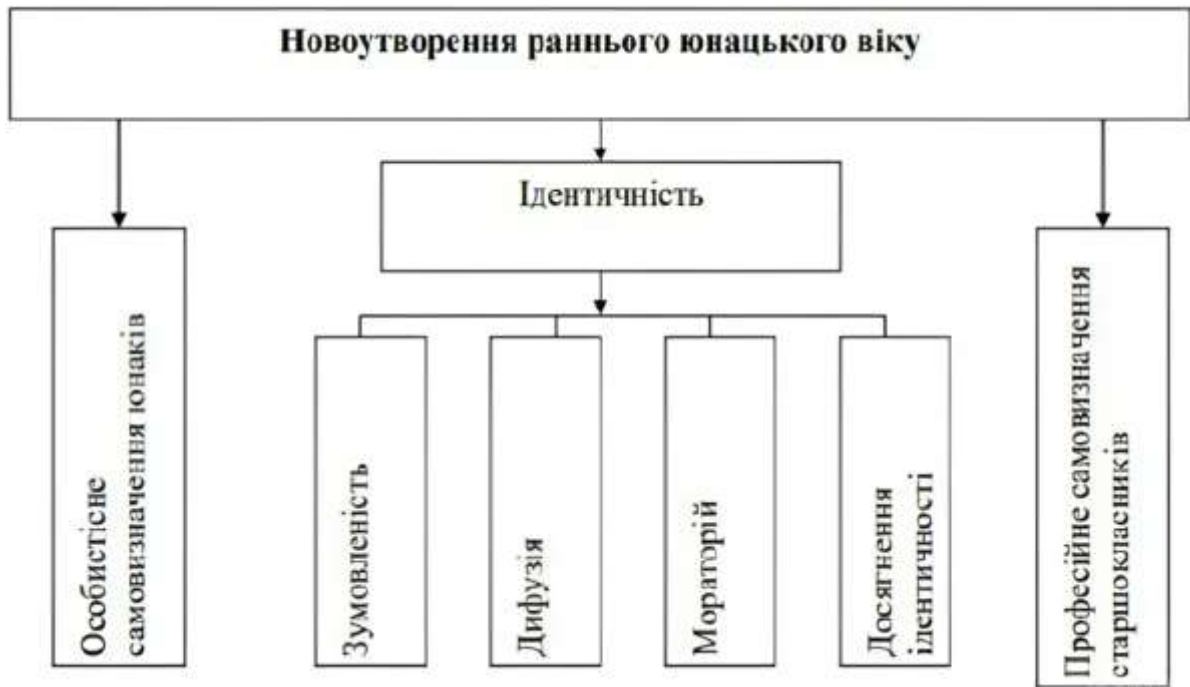 Новоутворення раннього юнацького віку
Ідентичність
Особистісне
самовизначення юнаків
Зумовленість
Дифузія
Мораторій
Досягнення
ідентичності
Професійне самовизначення
старшокласників